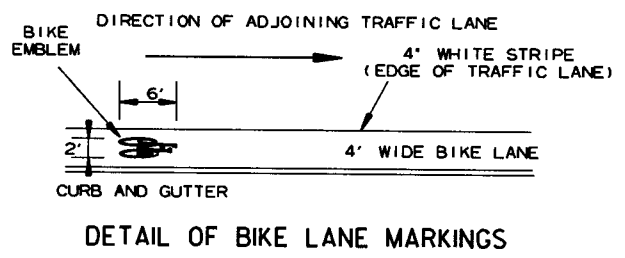 DIRECTION OF ADJOINING TRAFFIC LANE
BIKE
EMBLEM
4" WHITE STRIPE
(EDGE OF TRAFFIC LANE)
6'
2'
4' WIDE BIKE LANE
CURB AND GUTTER
DETAIL OF BIKE LANE MARKINGS